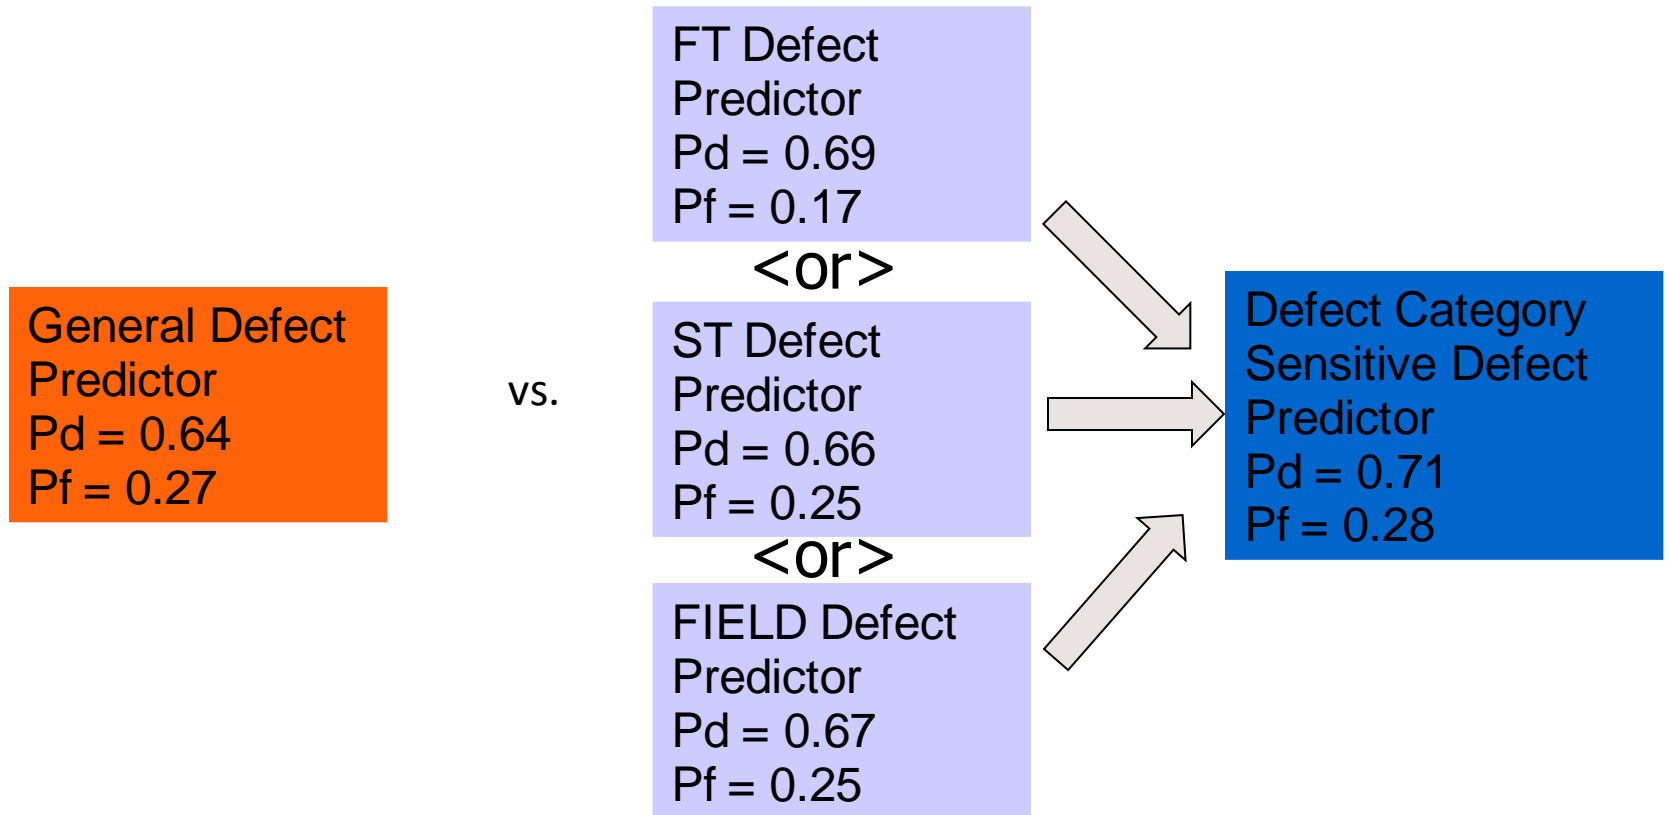 General Defect
Predictor
Pd = 0.64
Pf = 0.27
vs.
FT Defect
Predictor
Pd = 0.69
Pf = 0.17
<or>
ST Defect
Predictor
Pd = 0.66
Pf = 0.25
<or>
FIELD Defect
Predictor
Pd = 0.67
Pf = 0.25
Defect Category
Sensitive Defect
Predictor
Pd = 0.71
Pf = 0.28